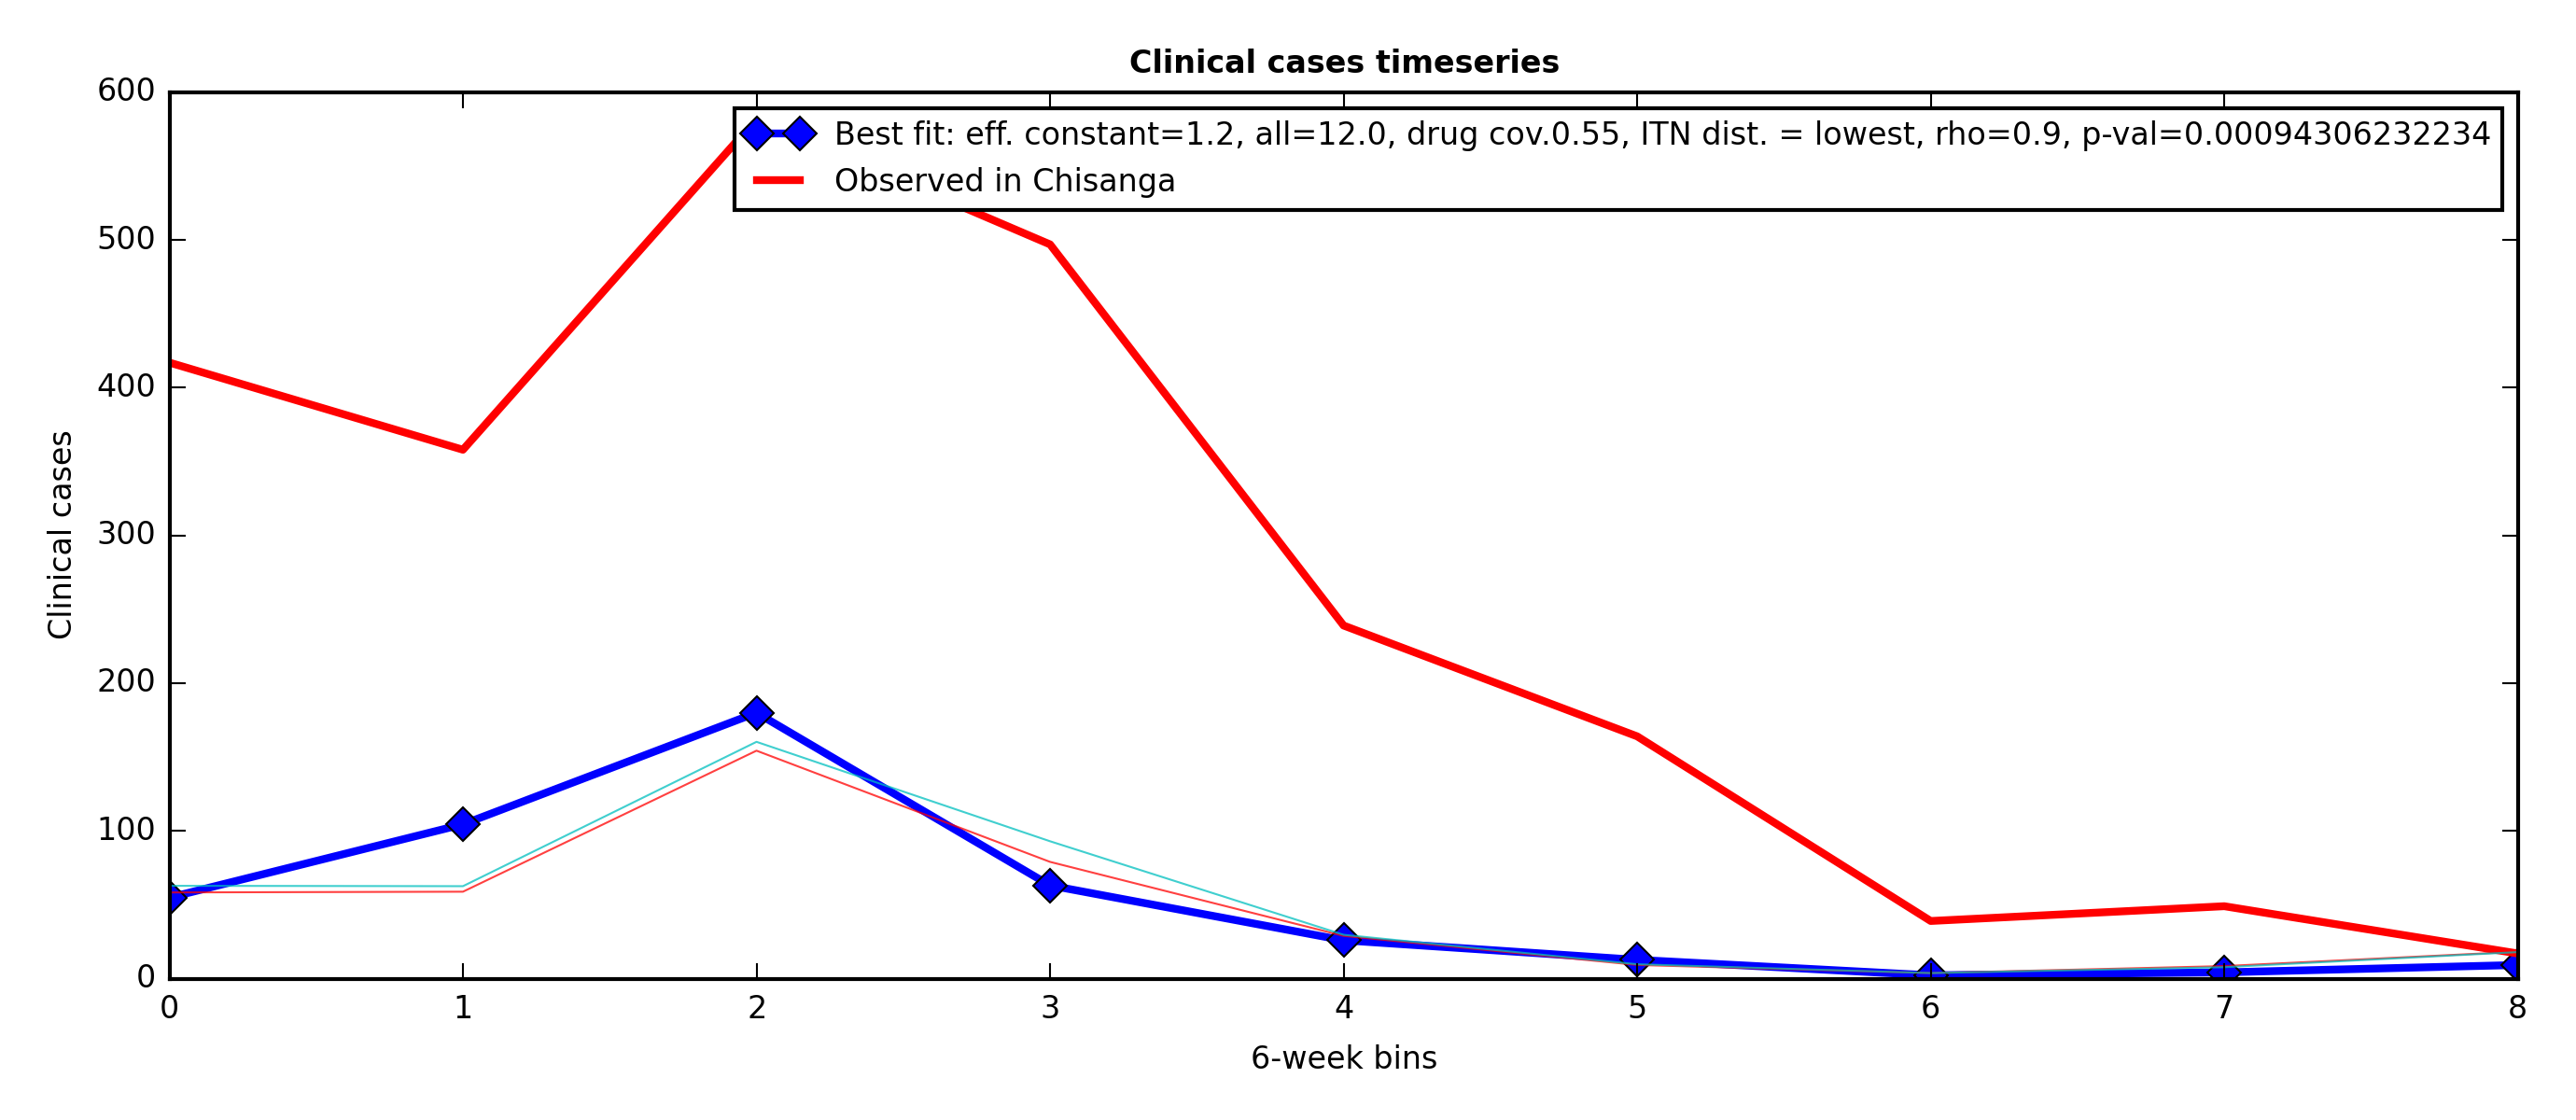 Clinical cases timeseries
600
500
400
300
200
100
0
Clinical cases
Best fit: eff. constant=1.2, all=12.0, drug cov.0.55, ITN dist. = lowest, rho=0.9, p-val=0.00094306232234
Observed in Chisanga
0 1 2 3 4 5 6 7 8
6-week bins